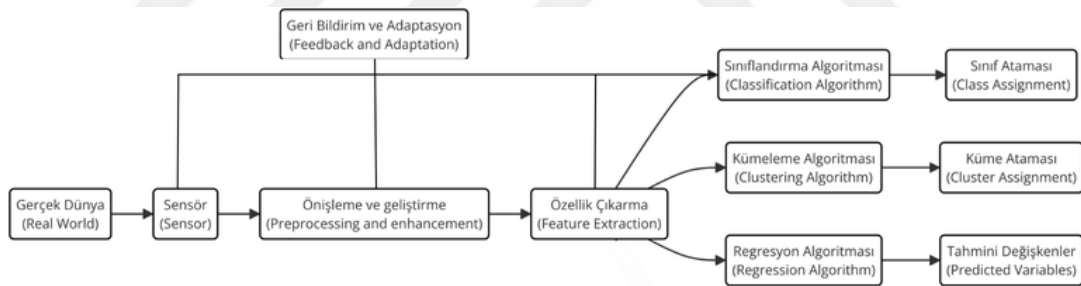 Geri Bildirim ve Adaptasyon
(Feedback and Adaptation)
Sınıflandırma Algoritması
(Classification Algorithm)
Sınıf Ataması
(Class Assignment)
Kümeleme Algoritması
(Clustering Algorithm)
Küme Ataması
(Cluster Assignment)
Gerçek Dünya
(Real World)
Sensör
(Sensor)
Önişleme ve geliştirme
(Preprocessing and enhancement)
Özellik Çıkarma
(Feature Extraction)
Regresyon Algoritması
(Regression Algorithm)
Tahmini Değişkenler
(Predicted Variables)